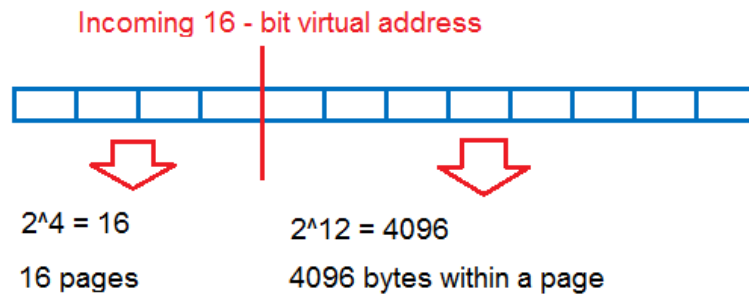 Incoming 16 - bit virtual address
2^4 = 16
2^12 = 4096
16 pages
4096 bytes within a page